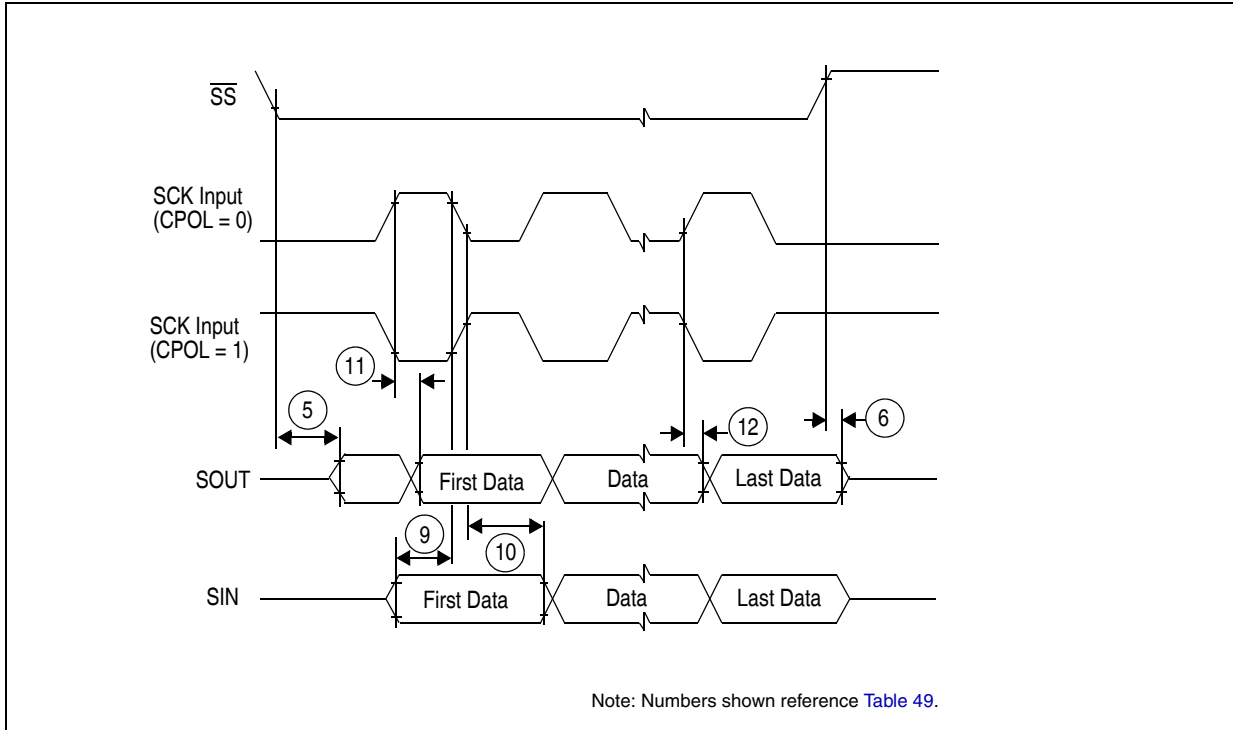 SS
SCK Input
(CPOL = 0)
SCK Input
(CPOL = 1)
11
5
12
6
SOUT
First Data
Data
Last Data
9
10
SIN
First Data
Data
Last Data
Note: Numbers shown reference Table 49.